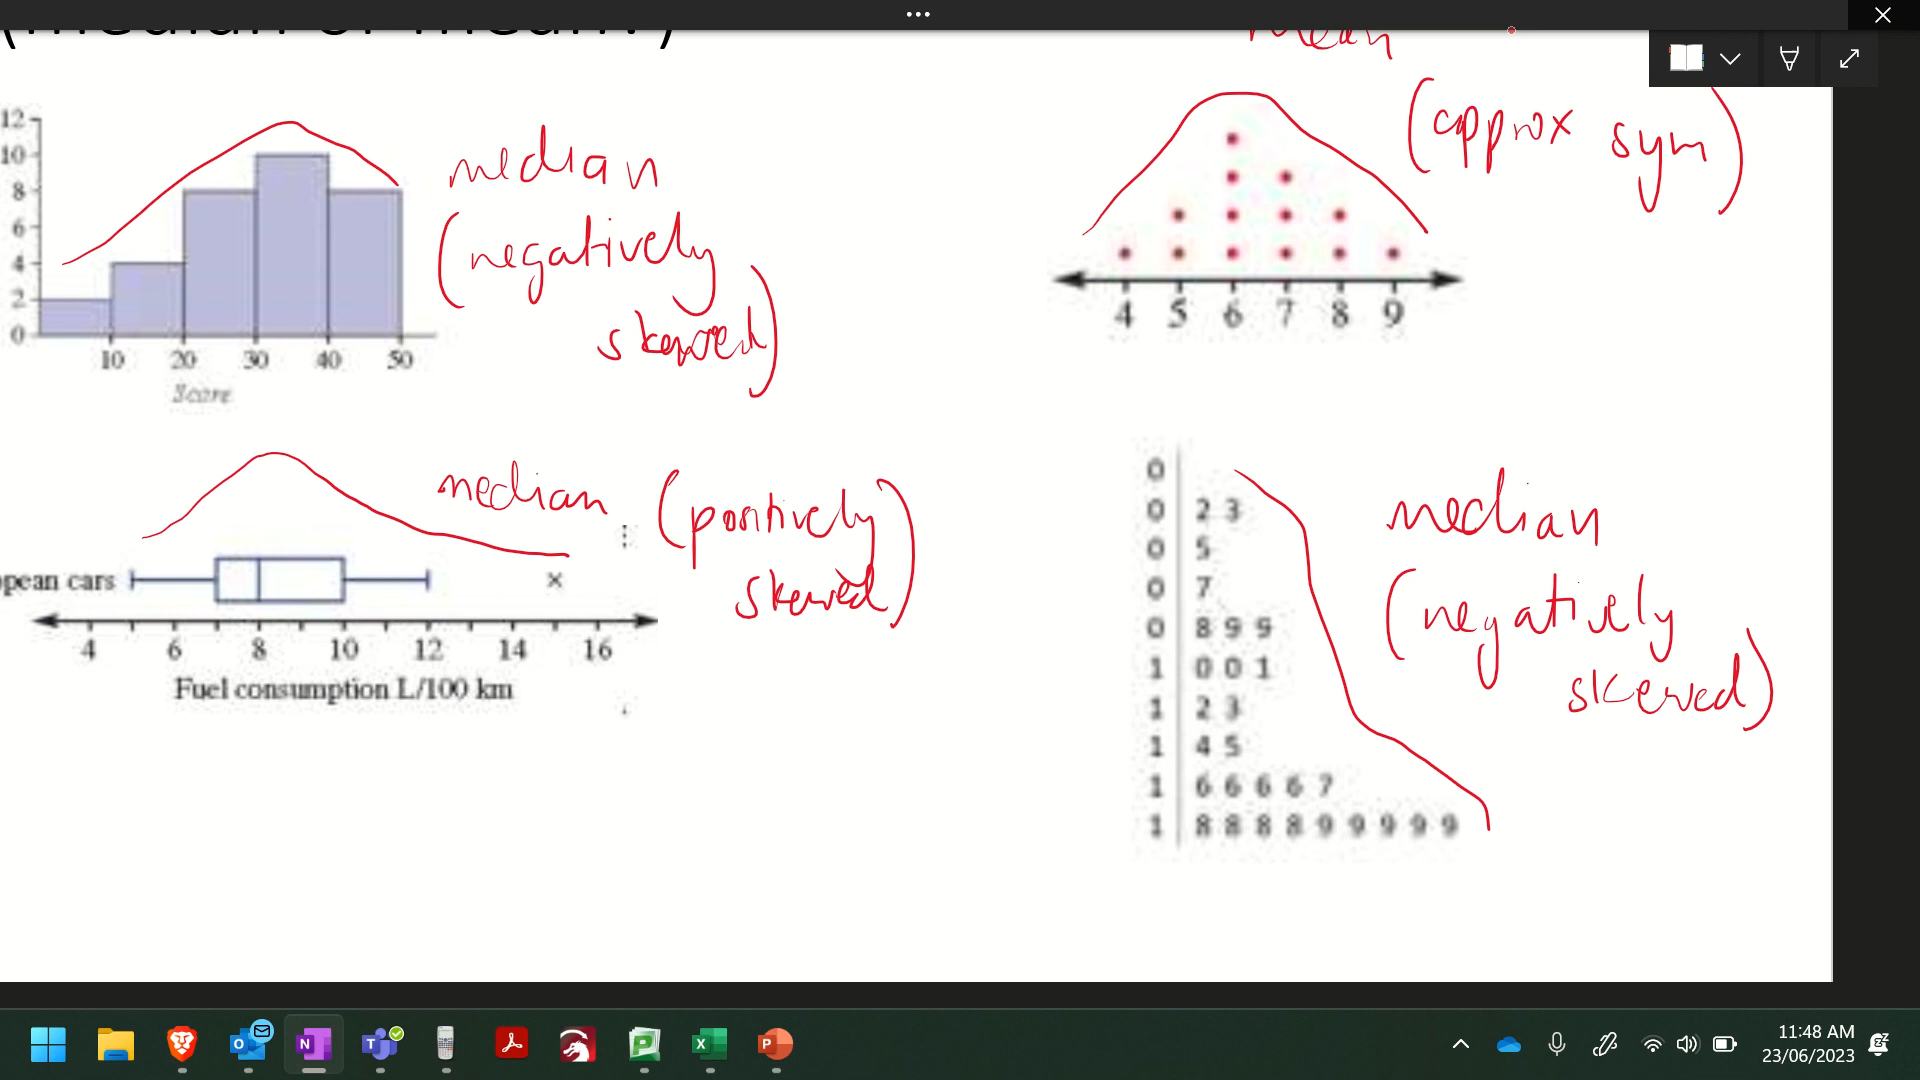 (median or mean?)
mean
(approx sym)
12
10
8
6
4
2
0
10 20 30 40 50
Score
median
(negatively
skewed)
4 5 6 7 8 9
median (positively
skewed)
pean cars
×
4 6 8 10 12 14 16
Fuel consumption L/100 km
0
0 2 3
0 5
0 7
0 8 9 9
1 0 0 1
1 2 3
1 4 5
1 6 6 6 6 7
1 8 8 8 8 9 9 9 9 9
median
(negatively
skewed)
11:48 AM
23/06/2023